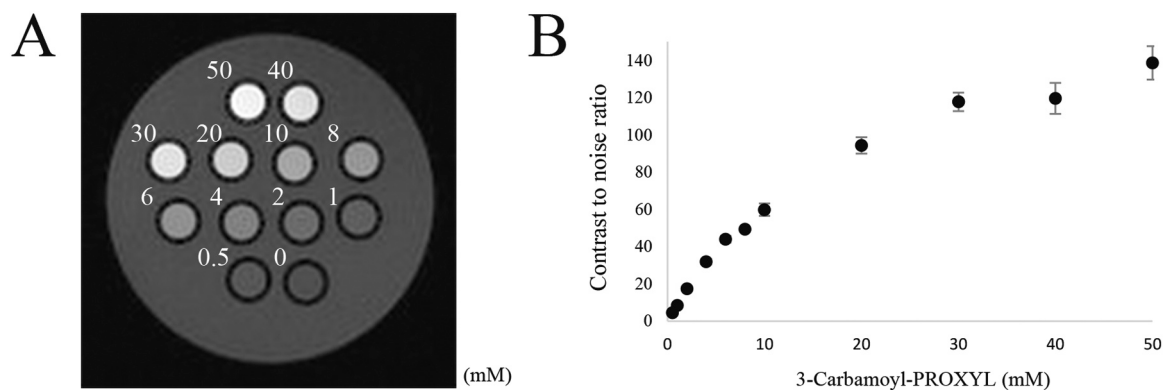 A
50 40
30 20 10 8
6 4 2 1
0.5 0
(mM)
B
Contrast to noise ratio
140
120
100
80
60
40
20
0
0 10 20 30 40 50
3-Carbamoyl-PROXYL (mM)